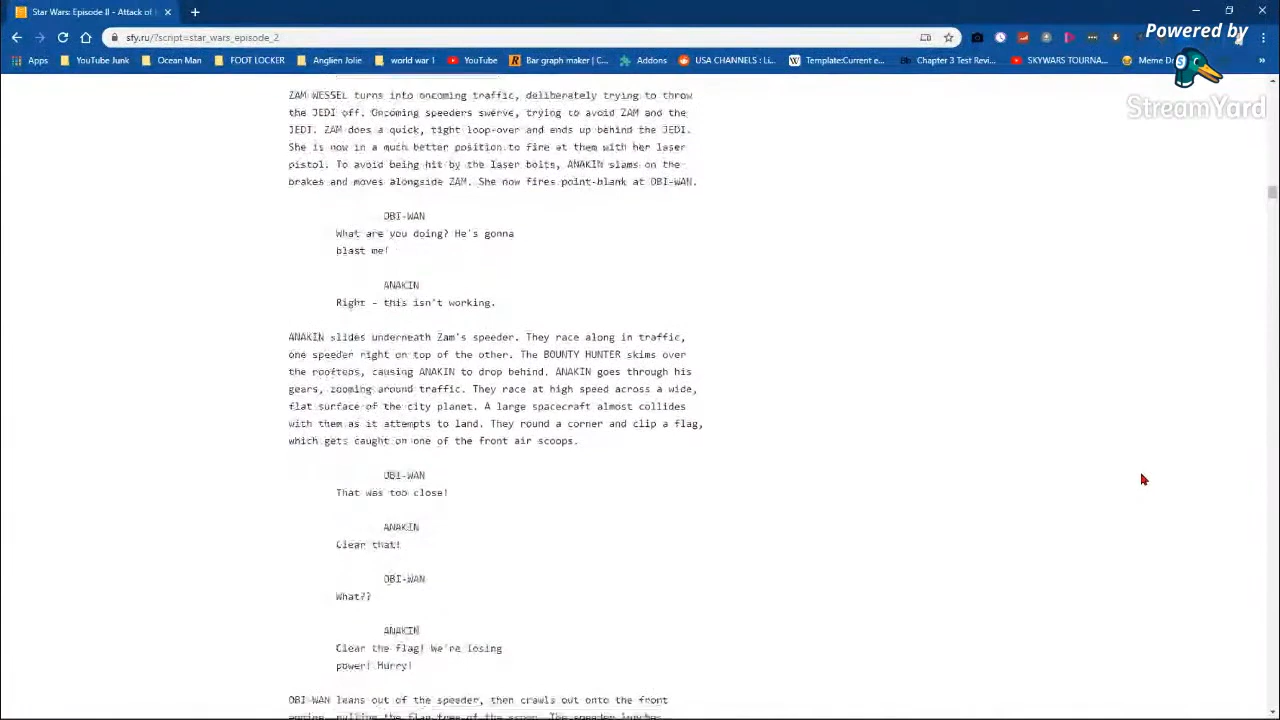 Star Wars: Episode II - Attack of
Powered by
sfy.ru/?script=star_wars_episode_2
Apps
YouTube Junk
Ocean Man
FOOT LOCKER
Anglien Jolie
world war I
YouTube
Bar graph maker | C...
Addons
USA CHANNELS : Li...
Template:Current e...
Chapter 3 Test Revi...
SKYWARS TOURNA...
Meme
StreamYard
ZAM WESSEL turns into oncoming traffic, deliberately trying to throw
the JEDI off. Oncoming speeders swerve, trying to avoid ZAM and the
JEDI. ZAM does a quick, tight loop-over and ends up behind the JEDI.
She is now in a much better position to fire at them with her laser
pistol. To avoid being hit by the laser bolts, ANAKIN slams on the
brakes and moves alongside ZAM. She now fires point-blank at OBI-WAN.
OBI-WAN
What are you doing? He's gonna
blast me!
ANAKIN
Right - this isn't working.
ANAKIN slides underneath Zam's speeder. They race along in traffic,
one speeder right on top of the other. The BOUNTY HUNTER skims over
the rooftops, causing ANAKIN to drop behind. ANAKIN goes through his
gears, zooming around traffic. They race at high speed across a wide,
flat surface of the city planet. A large spacecraft almost collides
with them as it attempts to land. They round a corner and clip a flag,
which gets caught on one of the front air scoops.
OBI-WAN
That was too close!
ANAKIN
Clear that!
OBI-WAN
What??
ANAKIN
Clear the flag! We're losing
power! Hurry!
OBI-WAN leans out of the speeder, then crawls out onto the front